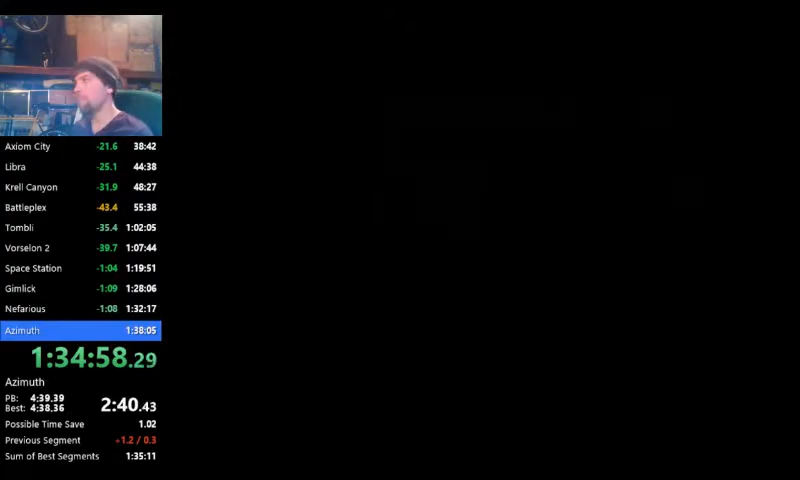 Axiom City -21.6 38:42
Libra -25.1 44:38
Krell Canyon -31.9 48:27
Battleplex -43.4 55:38
Tombli -35.4 1:02:05
Vorselon 2 -39.7 1:07:44
Space Station -1:04 1:19:51
Gimlick -1:09 1:28:06
Nefarious -1:08 1:32:17
Azimuth 1:38:05
1:34:58.29
Azimuth
PB: 4:39.39
Best: 4:38.36 2:40.43
Possible Time Save 1.02
Previous Segment +1.2 / 0.3
Sum of Best Segments 1:35:11